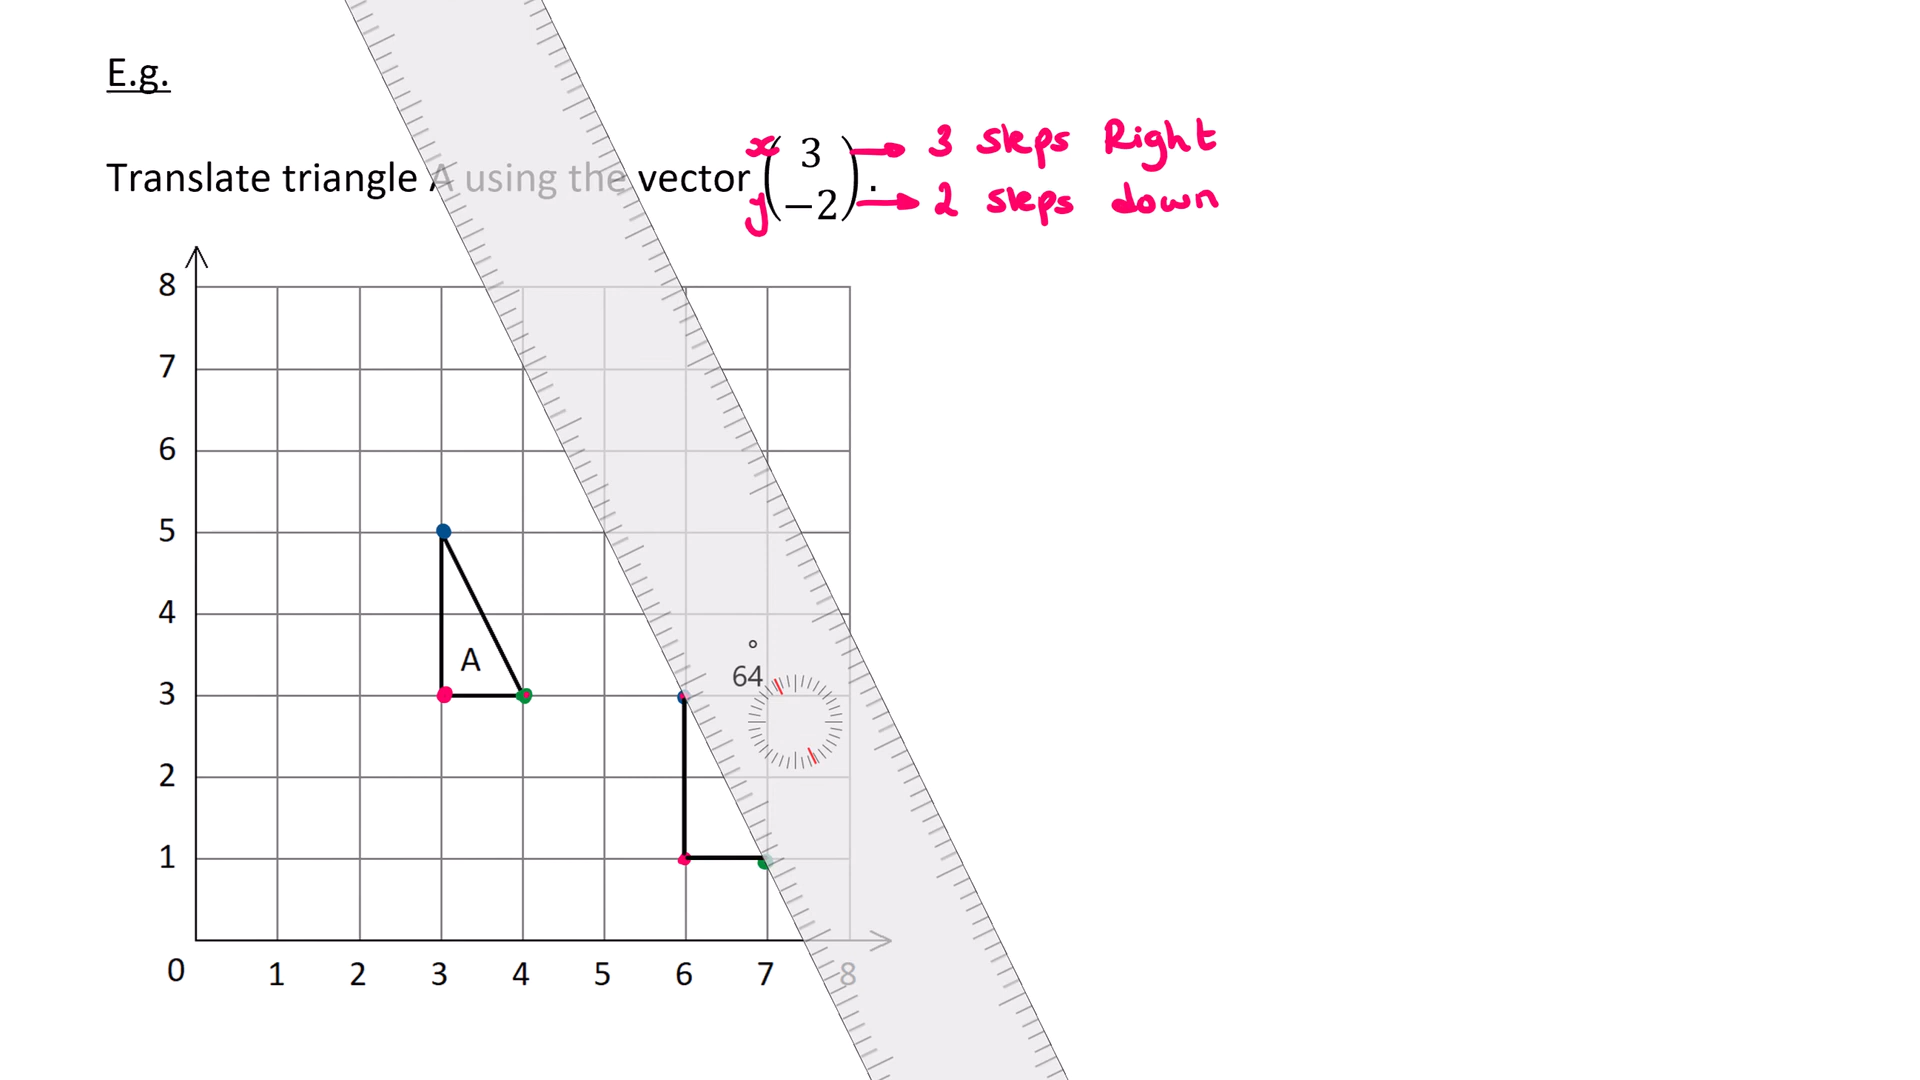 E.g.
x ( 3 ) → 3 steps Right
Translate triangle A using the vector .
y ( −2 ) → 2 steps down
8
7
6
5
4
°
64
A
3
2
1
0 1 2 3 4 5 6 7 8